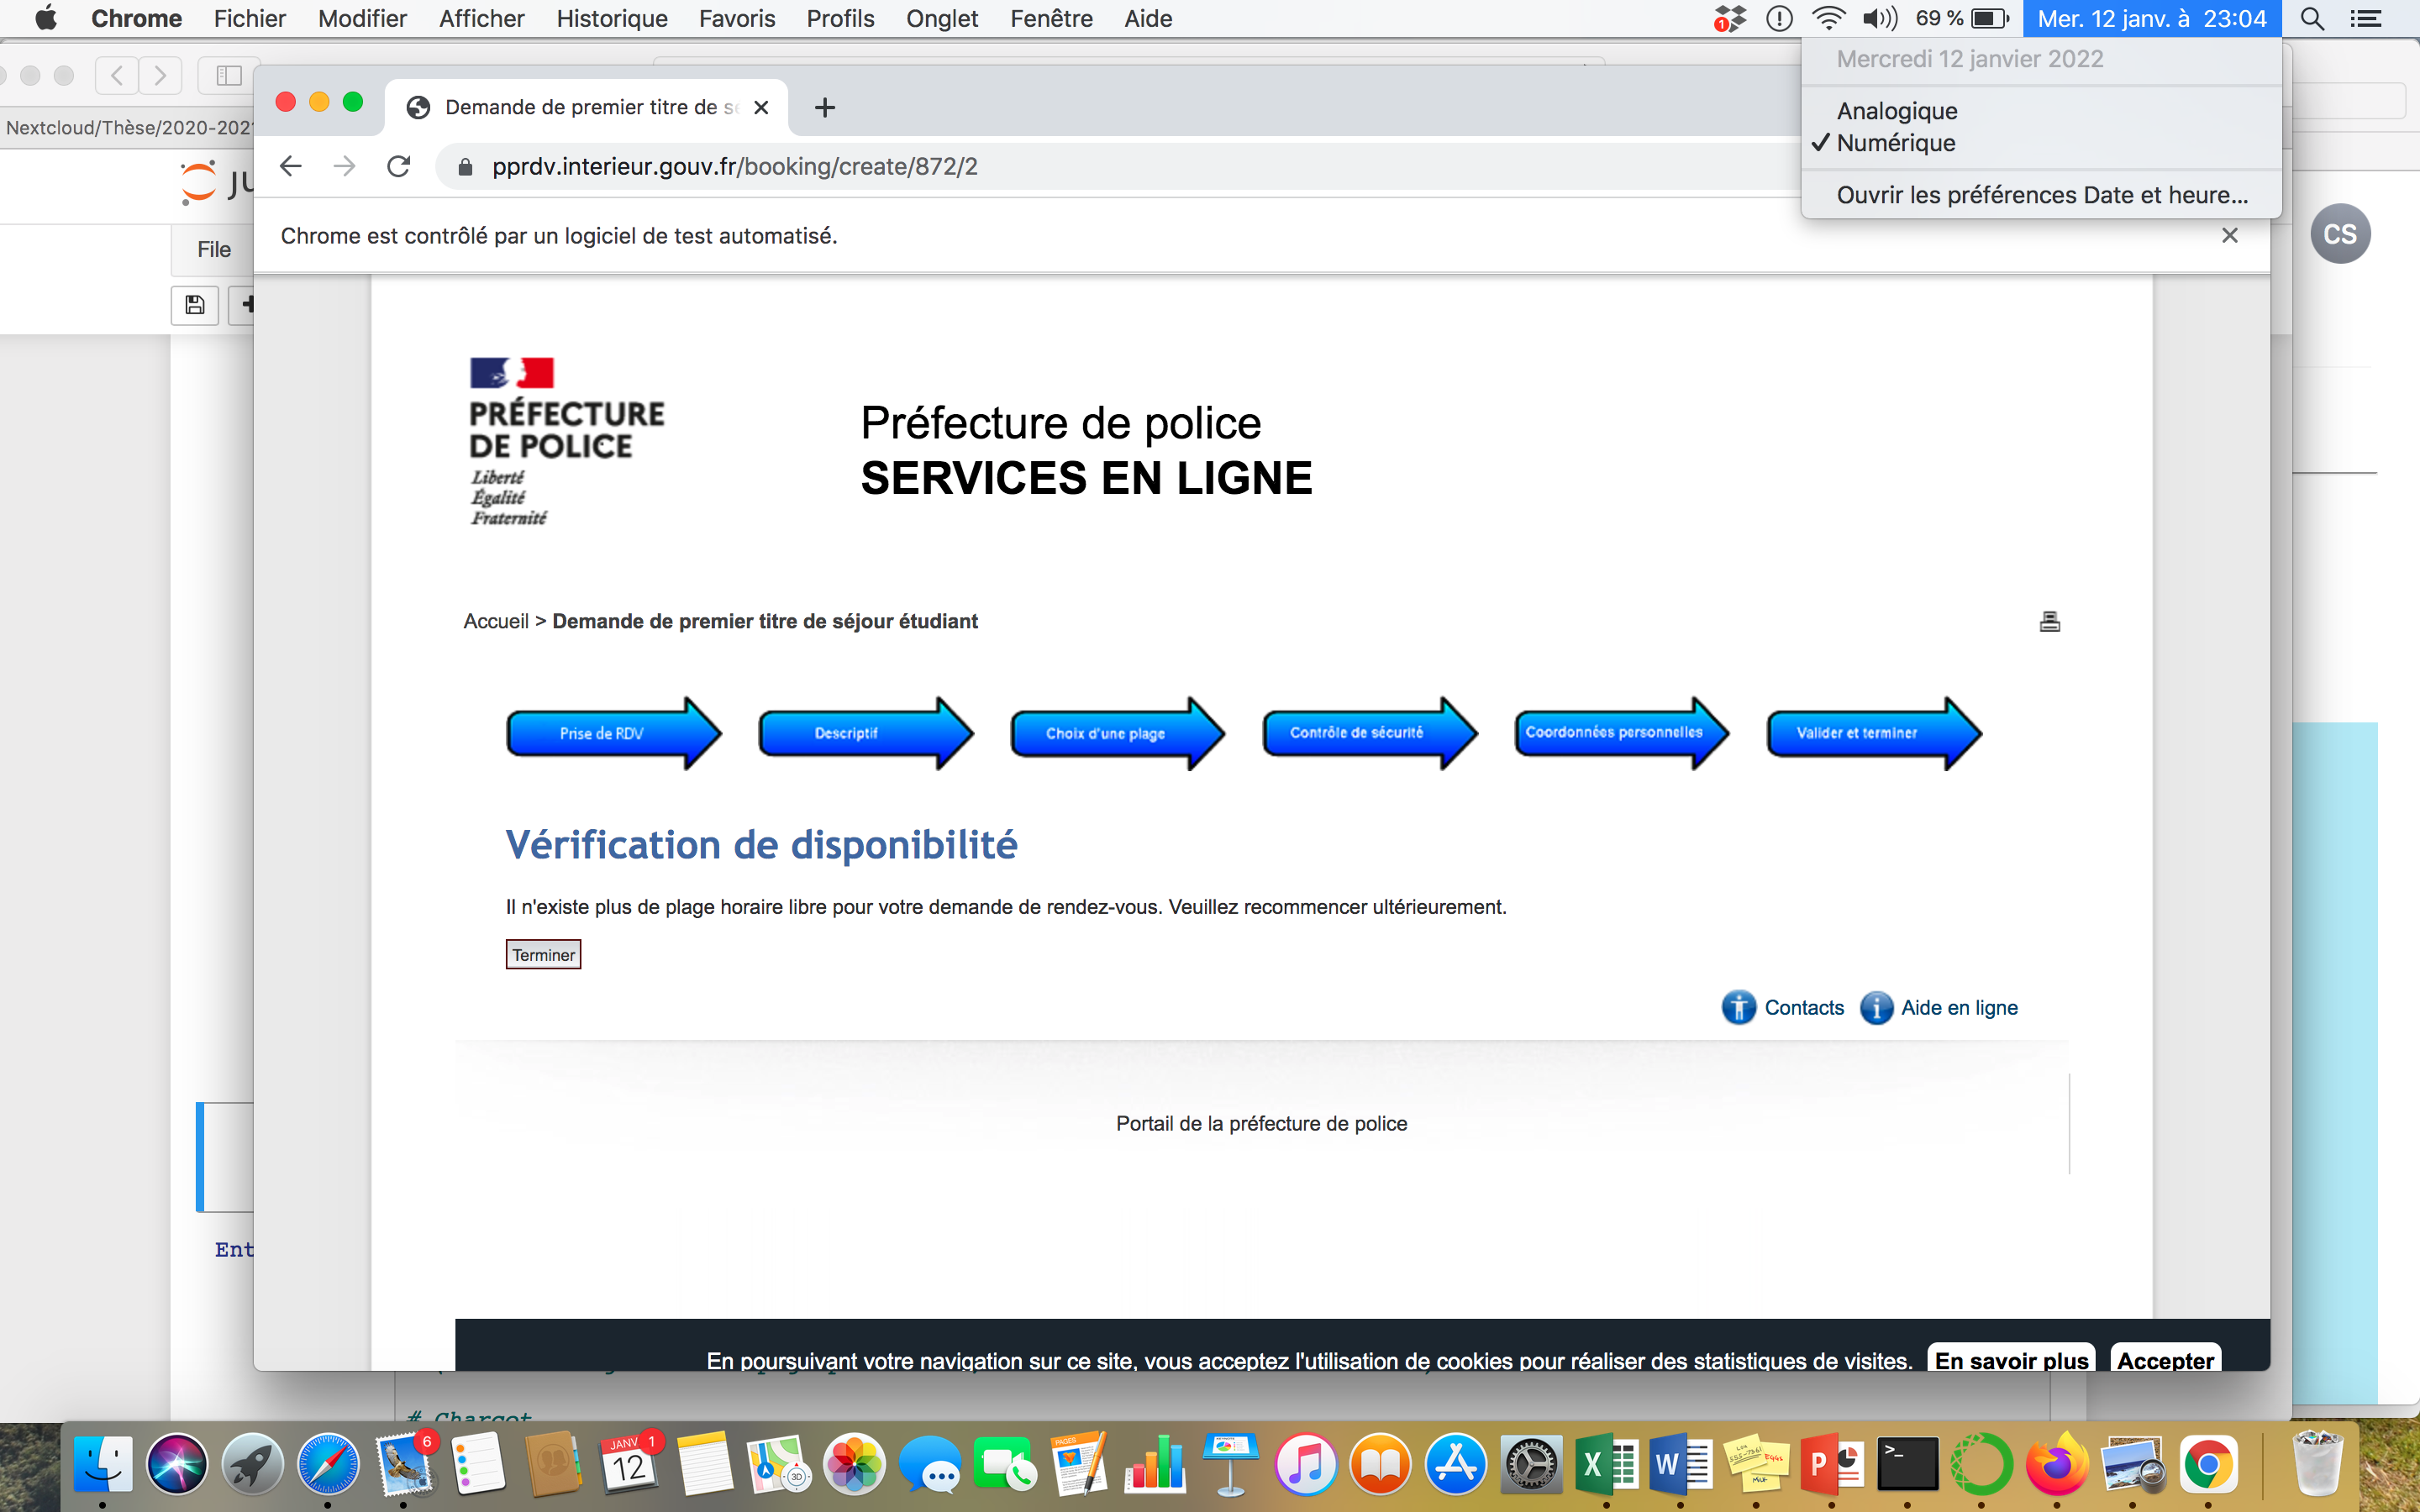 Chrome Fichier Modifier Afficher Historique Favoris Profils Onglet Fenêtre Aide 1 69 % Mer. 12 janv. à 23:04
Mercredi 12 janvier 2022
Analogique
✓ Numérique
Ouvrir les préférences Date et heure...
Nextcloud/Thèse/2020-202
Demande de premier titre de s
pprdv.interieur.gouv.fr/booking/create/872/2
Chrome est contrôlé par un logiciel de test automatisé.
File
CS
PRÉFECTURE
DE POLICE
Liberté
Égalité
Fraternité
Préfecture de police
SERVICES EN LIGNE
Accueil > Demande de premier titre de séjour étudiant
Prise de RDV
Descriptif
Choix d'une plage
Contrôle de sécurité
Coordonnées personnelles
Valider et terminer
Vérification de disponibilité
Il n'existe plus de plage horaire libre pour votre demande de rendez-vous. Veuillez recommencer ultérieurement.
Terminer
Contacts Aide en ligne
Portail de la préfecture de police
Ent
En poursuivant votre navigation sur ce site, vous acceptez l'utilisation de cookies pour réaliser des statistiques de visites. En savoir plus Accepter
# Charget
6
JANV 1
12
3D
PAGES